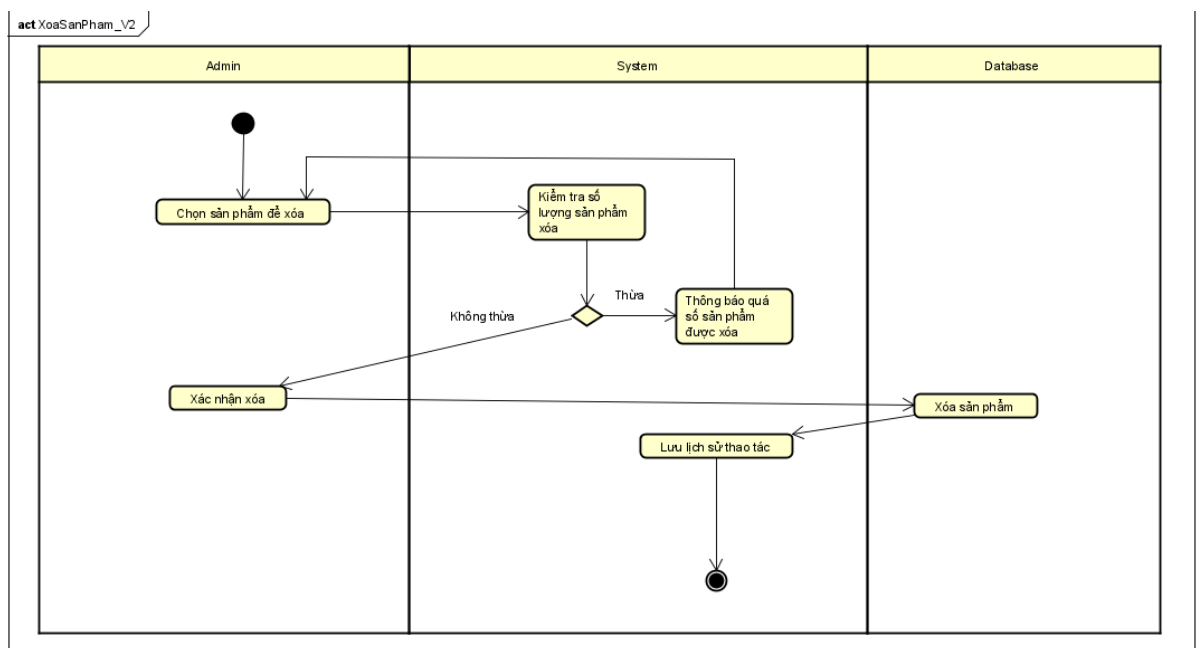 act XoaSanPham_V2
Admin
System
Database
Chọn sản phẩm để xóa
Kiểm tra số
lượng sản phẩm
xóa
Thừa
Thông báo quá
số sản phẩm
được xóa
Không thừa
Xác nhận xóa
Xóa sản phẩm
Lưu lịch sử thao tác